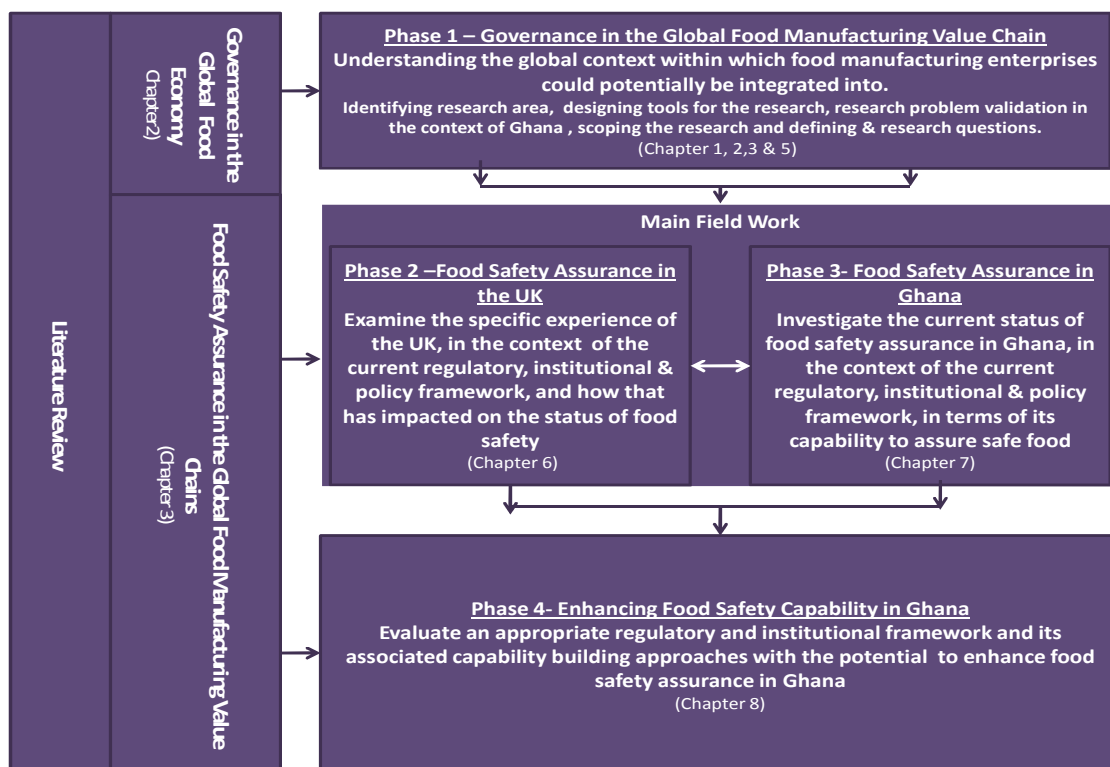 Literature Review
Governance in the
Global Food
Economy
Chapter2)
Food Safety Assurance in the Global Food Manufacturing Value
Chains
(Chapter 3)
Phase 1 – Governance in the Global Food Manufacturing Value Chain
Understanding the global context within which food manufacturing enterprises
could potentially be integrated into.
Identifying research area, designing tools for the research, research problem validation in
the context of Ghana , scoping the research and defining & research questions.
(Chapter 1, 2,3 & 5)
Main Field Work
Phase 2 –Food Safety Assurance in
the UK
Examine the specific experience of
the UK, in the context of the
current regulatory, institutional &
policy framework, and how that
has impacted on the status of food
safety
(Chapter 6)
Phase 3- Food Safety Assurance in
Ghana
Investigate the current status of
food safety assurance in Ghana, in
the context of the current
regulatory, institutional & policy
framework, in terms of its
capability to assure safe food
(Chapter 7)
Phase 4- Enhancing Food Safety Capability in Ghana
Evaluate an appropriate regulatory and institutional framework and its
associated capability building approaches with the potential to enhance food
safety assurance in Ghana
(Chapter 8)